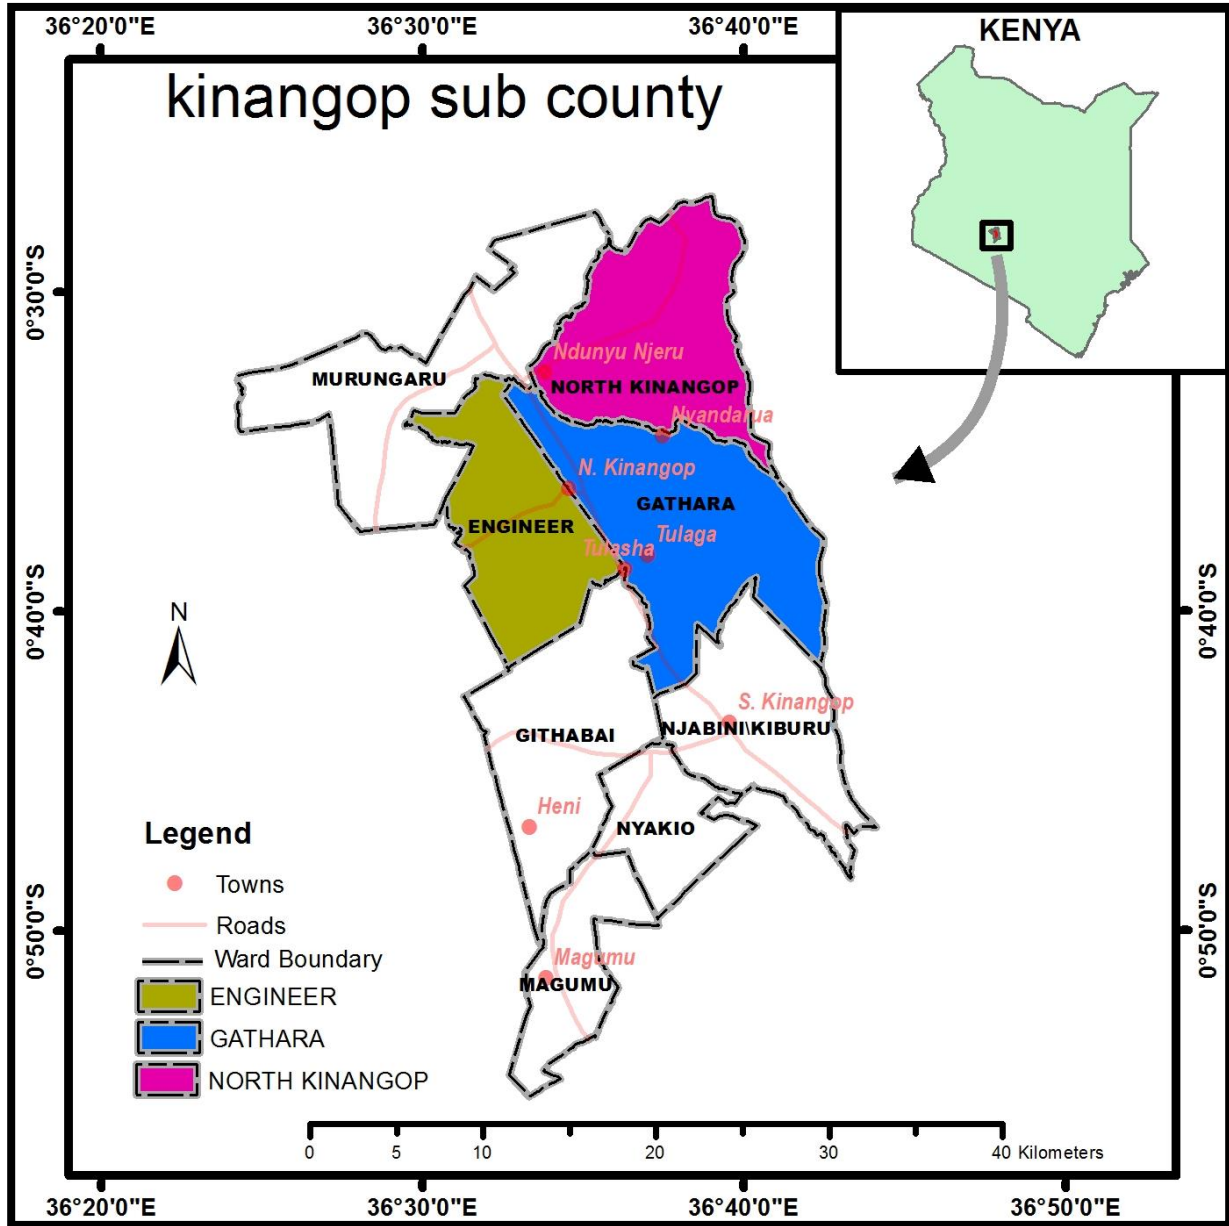 36°20'0"E 36°30'0"E 36°40'0"E
KENYA
kinangop sub county
0°30'0"S
Ndunyu Njeru
MURUNGARU
NORTH KINANGOP
Nyandarua
N. Kinangop
GATHARA
ENGINEER
Tulaga
Tulasha
0°40'0"S 0°40'0"S
N
S. Kinangop
NJABINI\KIBURU
GITHABAI
Heni
NYAKIO
Legend
Towns
Roads
0°50'0"S 0°50'0"S
Ward Boundary
Magumu
MAGUMU
ENGINEER
GATHARA
NORTH KINANGOP
0 5 10 20 30 40 Kilometers
36°20'0"E 36°30'0"E 36°40'0"E 36°50'0"E